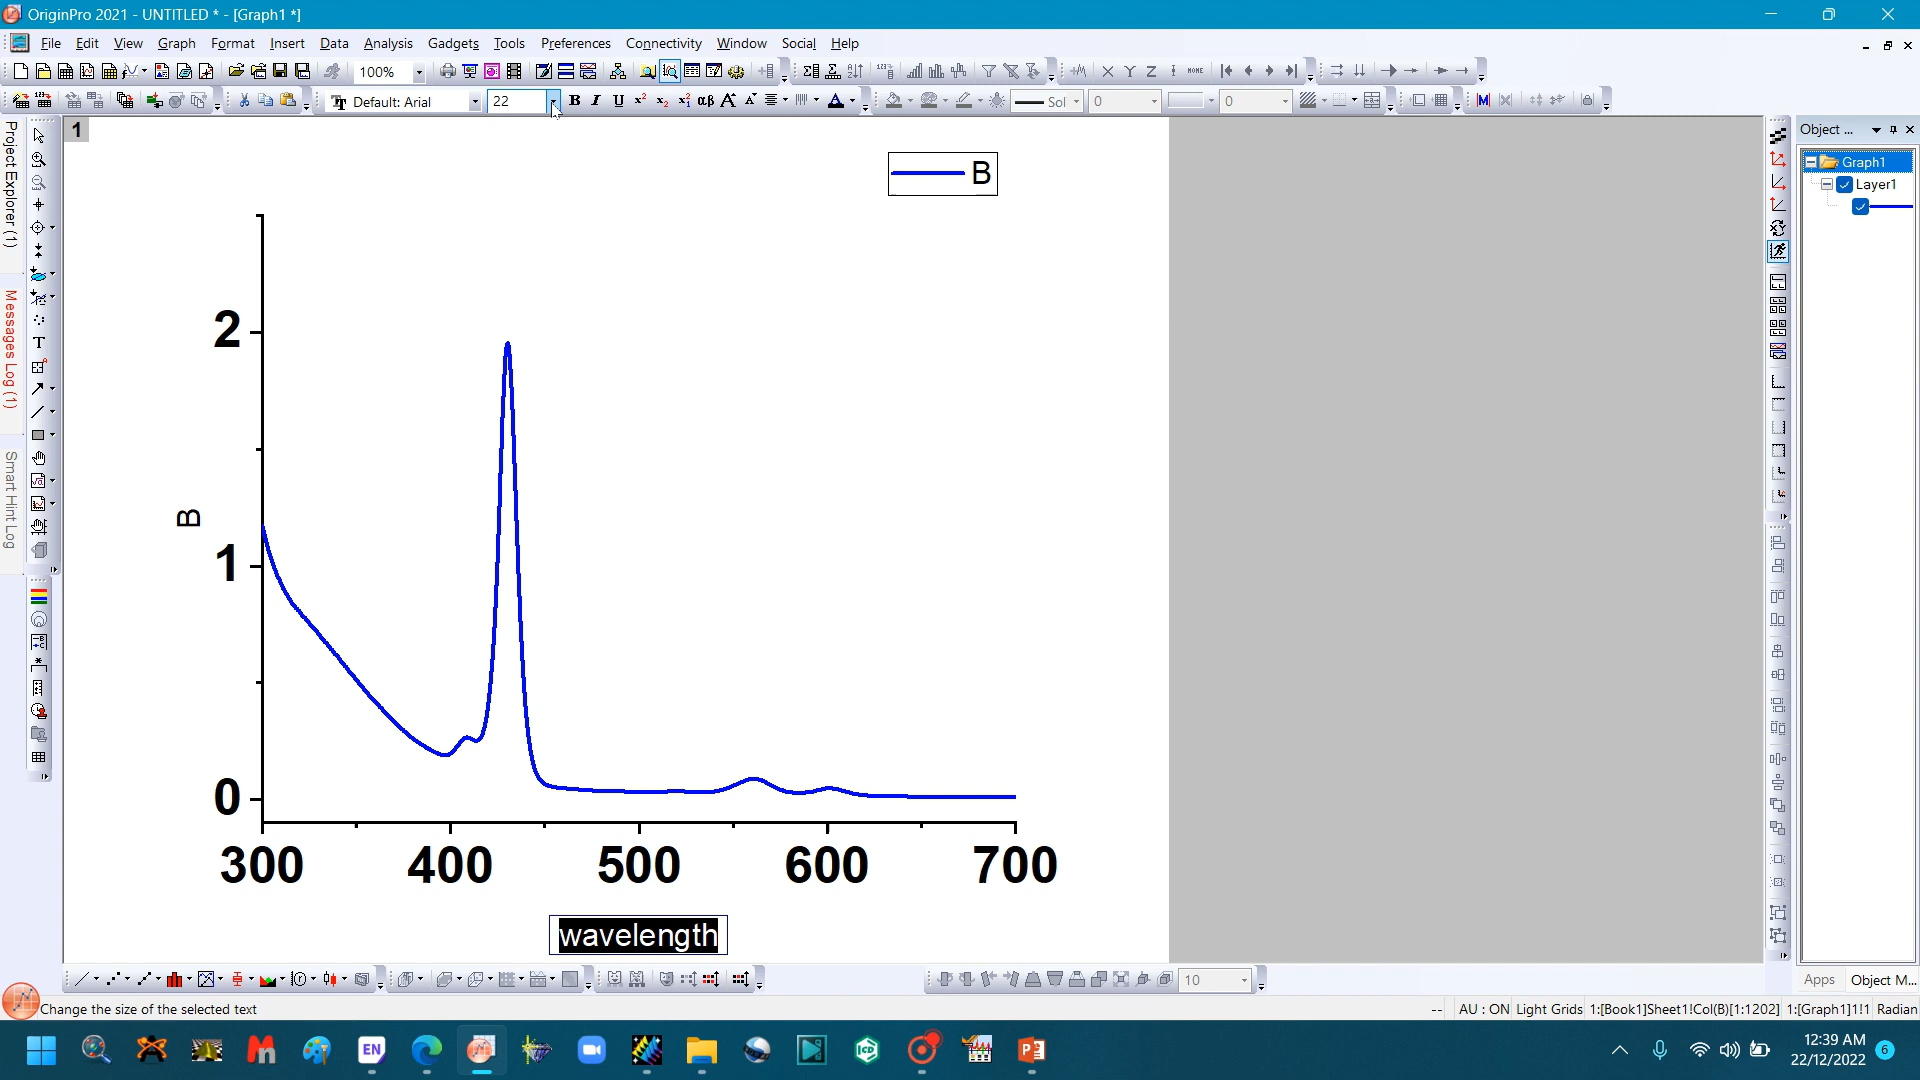 OriginPro 2021 - UNTITLED * - [Graph1 *]
File Edit View Graph Format Insert Data Analysis Gadgets Tools Preferences Connectivity Window Social Help
100%
Default: Arial 22 B I U αβ A A A Sol 0 0
1
Project Explorer (1)
Messages Log (1)
Smart Hint Log
Object ...
Graph1
Layer1
B
2
1
0
B
300 400 500 600 700
wavelength
10
Apps Object M...
Change the size of the selected text
-- AU : ON Light Grids 1:[Book1]Sheet1!Col(B)[1:1202] 1:[Graph1]1!1 Radian
EN
ICD
12:39 AM
22/12/2022
6